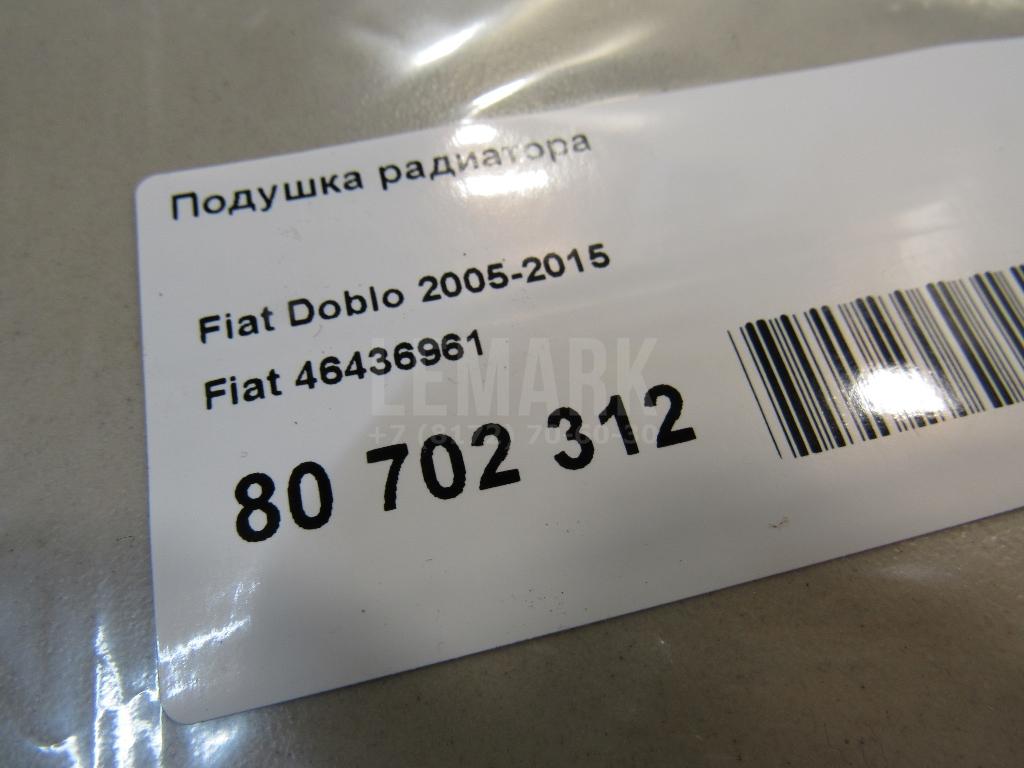 Подушка радиатора
Fiat Doblo 2005-2015
Fiat 46436961
LEMARK
80 702 312